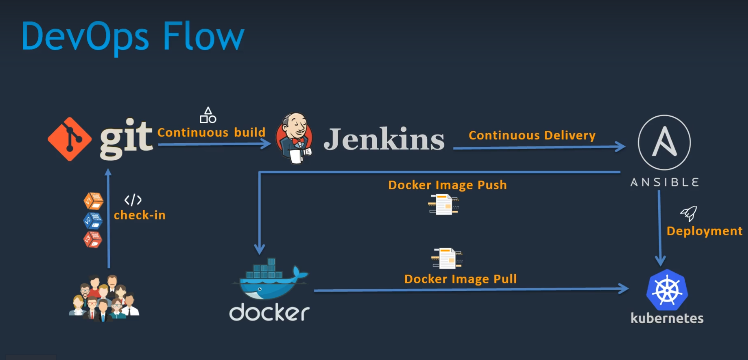 DevOps Flow
git
Continuous build
Jenkins
Continuous Delivery
ANSIBLE
Docker Image Push
</>
check-in
Deployment
docker
Docker Image Pull
kubernetes